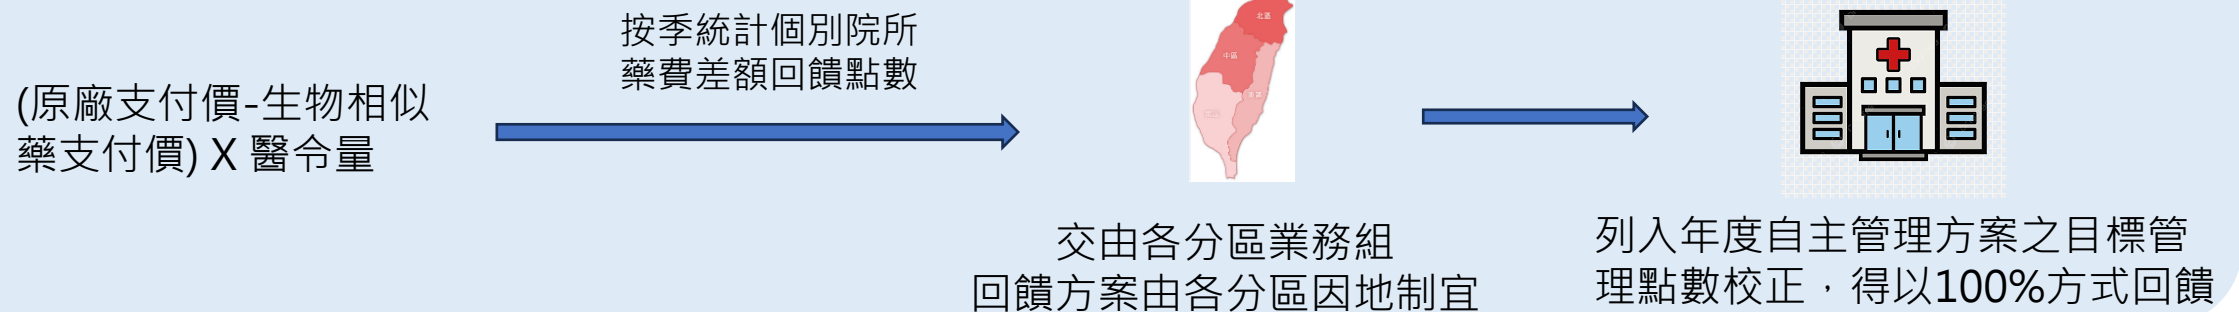 (原廠支付價-生物相似
藥支付價) X 醫令量
按季統計個別院所
藥費差額回饋點數
北區
中區
交由各分區業務組
回饋方案由各分區因地制宜
列入年度自主管理方案之目標管
理點數校正，得以100%方式回饋